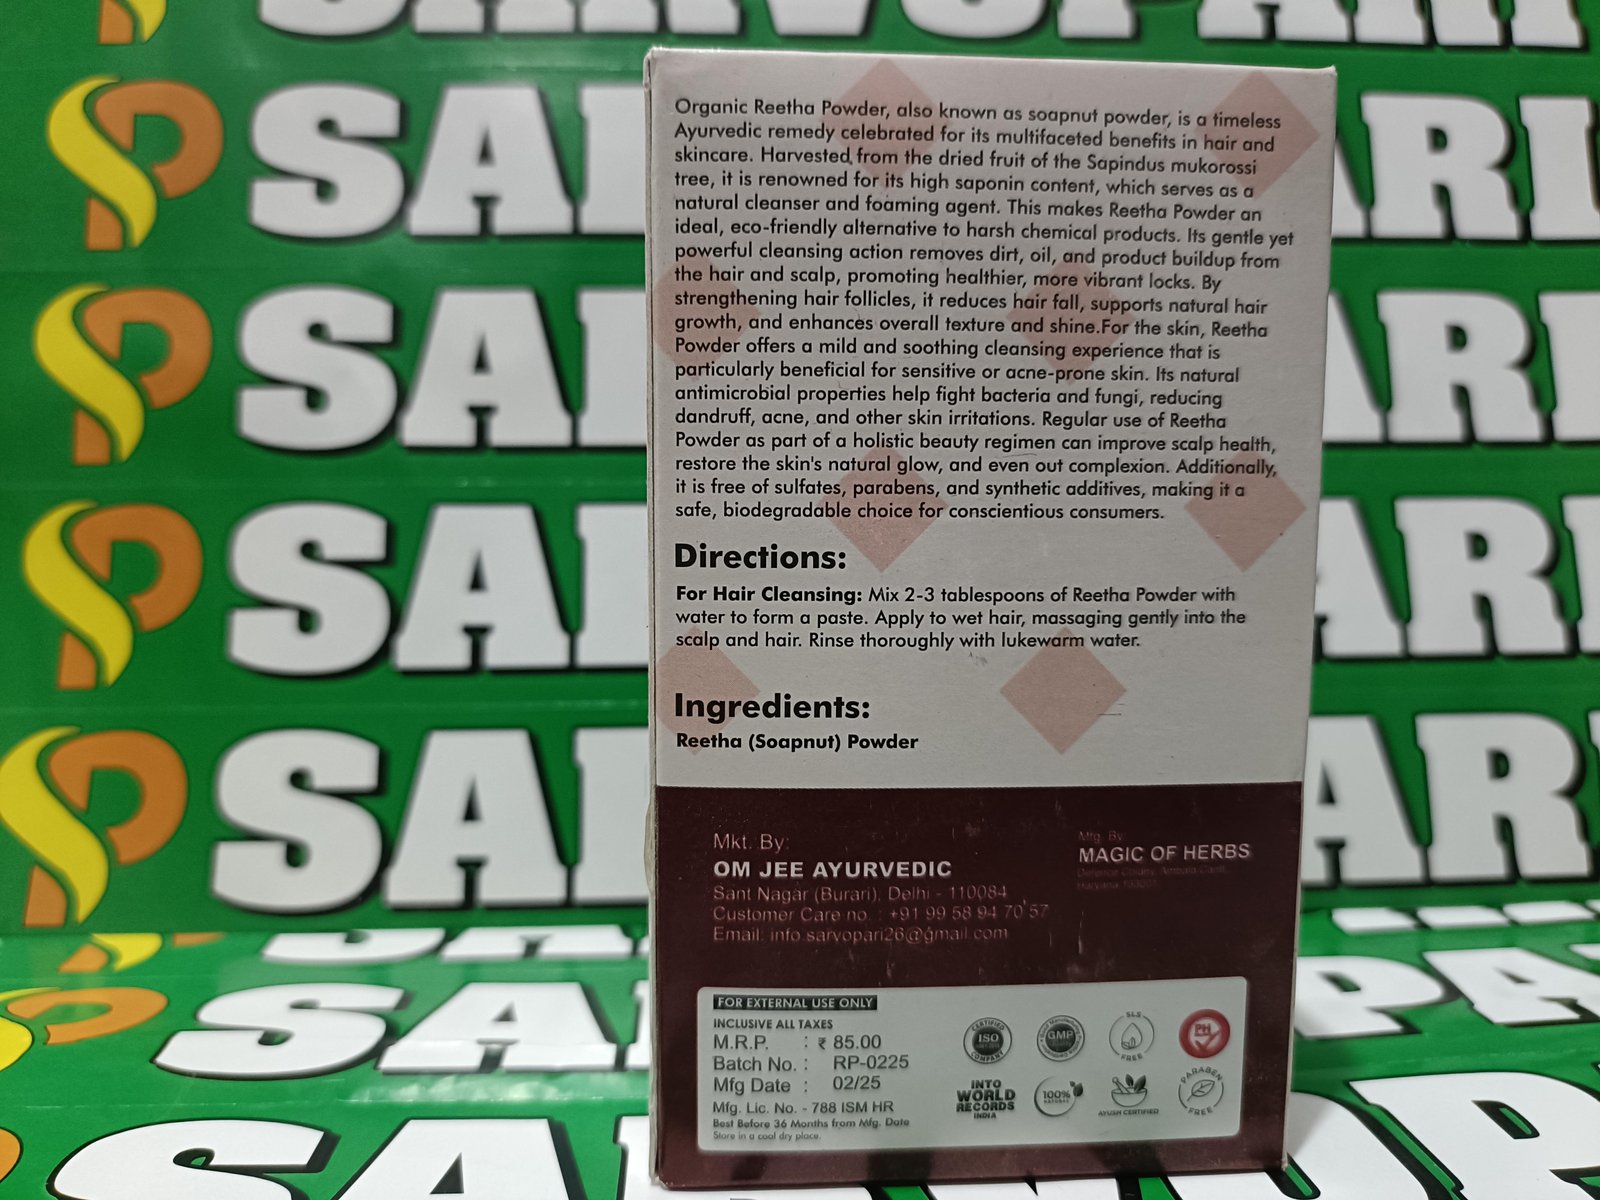 SARVOPARI
SARI
SARI
SARI
SARI
Organic Reetha Powder, also known as soapnut powder, is a timeless
Ayurvedic remedy celebrated for its multifaceted benefits in hair and
skincare. Harvested from the dried fruit of the Sapindus mukorossi
tree, it is renowned for its high saponin content, which serves as a
natural cleanser and foaming agent. This makes Reetha Powder an
ideal, eco-friendly alternative to harsh chemical products. Its gentle yet
powerful cleansing action removes dirt, oil, and product buildup from
the hair and scalp, promoting healthier, more vibrant locks. By
strengthening hair follicles, it reduces hair fall, supports natural hair
growth, and enhances overall texture and shine.For the skin, Reetha
Powder offers a mild and soothing cleansing experience that is
particularly beneficial for sensitive or acne-prone skin. Its natural
antimicrobial properties help fight bacteria and fungi, reducing
dandruff, acne, and other skin irritations. Regular use of Reetha
Powder as part of a holistic beauty regimen can improve scalp health,
restore the skin's natural glow, and even out complexion. Additionally,
it is free of sulfates, parabens, and synthetic additives, making it a
safe, biodegradable choice for conscientious consumers.
Directions:
For Hair Cleansing: Mix 2-3 tablespoons of Reetha Powder with
water to form a paste. Apply to wet hair, massaging gently into the
scalp and hair. Rinse thoroughly with lukewarm water.
Ingredients:
Reetha (Soapnut) Powder
Mkt. By:
OM JEE AYURVEDIC
Sant Nagar (Burari), Delhi - 110084
Customer Care no. : +91 99 58 94 70 57
Email: info.sarvopari26@gmail.com
Mfg. By:
MAGIC OF HERBS
FOR EXTERNAL USE ONLY
INCLUSIVE ALL TAXES
M.R.P. : ₹ 85.00
Batch No. : RP-0225
Mfg Date : 02/25
Mfg. Lic. No. - 788 ISM HR
Best Before 36 Months from Mfg. Date
Store in a cool dry place.
CERTIFIED
ISO
COMPANY
GMP
SLS
FREE
PH
INTO
WORLD
RECORDS
INDIA
100%
NATURAL
AYUSH CERTIFIED
PARABEN
FREE